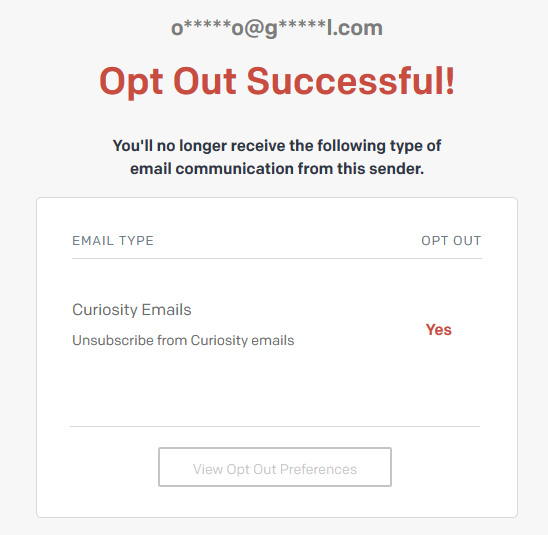 o*****o@g*****l.com
Opt Out Successful!
You'll no longer receive the following type of
email communication from this sender.
EMAIL TYPE OPT OUT
Curiosity Emails
Unsubscribe from Curiosity emails
Yes
View Opt Out Preferences